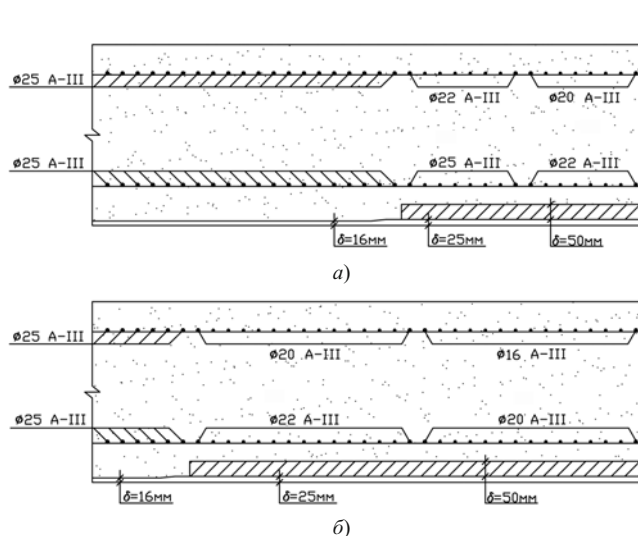 ø25 A-III
ø22 A-III ø20 A-III
ø25 A-III ø25 A-III ø22 A-III
δ=16мм δ=25мм δ=50мм
а)
ø25 A-III
ø20 A-III ø16 A-III
ø25 A-III ø22 A-III ø20 A-III
δ=16мм δ=25мм δ=50мм
б)